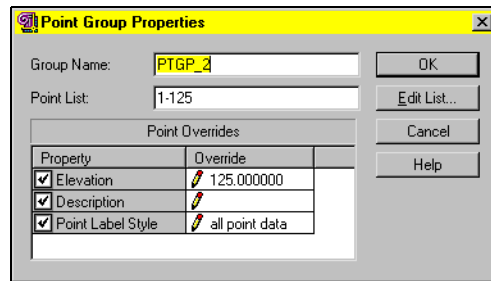 Point Group Properties
Group Name: PTGP_2 OK
Point List: 1-125 Edit List...
Point Overrides Cancel
Property Override Help
Elevation 125.000000
Description
Point Label Style all point data